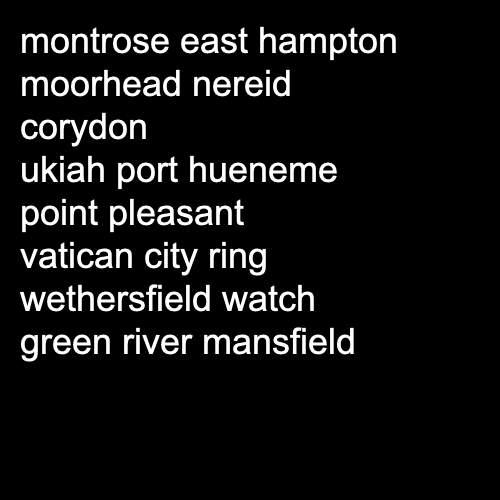 montrose east hampton
moorhead nereid
corydon
ukiah port hueneme
point pleasant
vatican city ring
wethersfield watch
green river mansfield